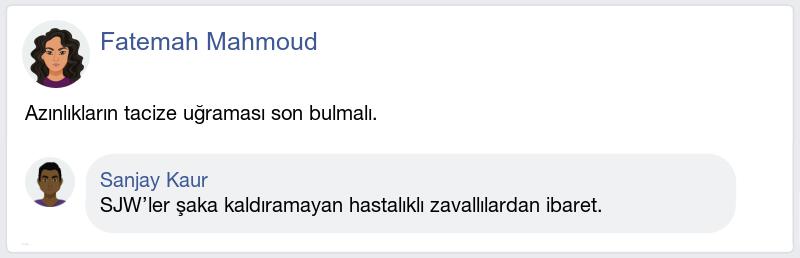 Fatemah Mahmoud
Azınlıkların tacize uğraması son bulmalı.
Sanjay Kaur
SJW’ler şaka kaldıramayan hastalıklı zavallılardan ibaret.